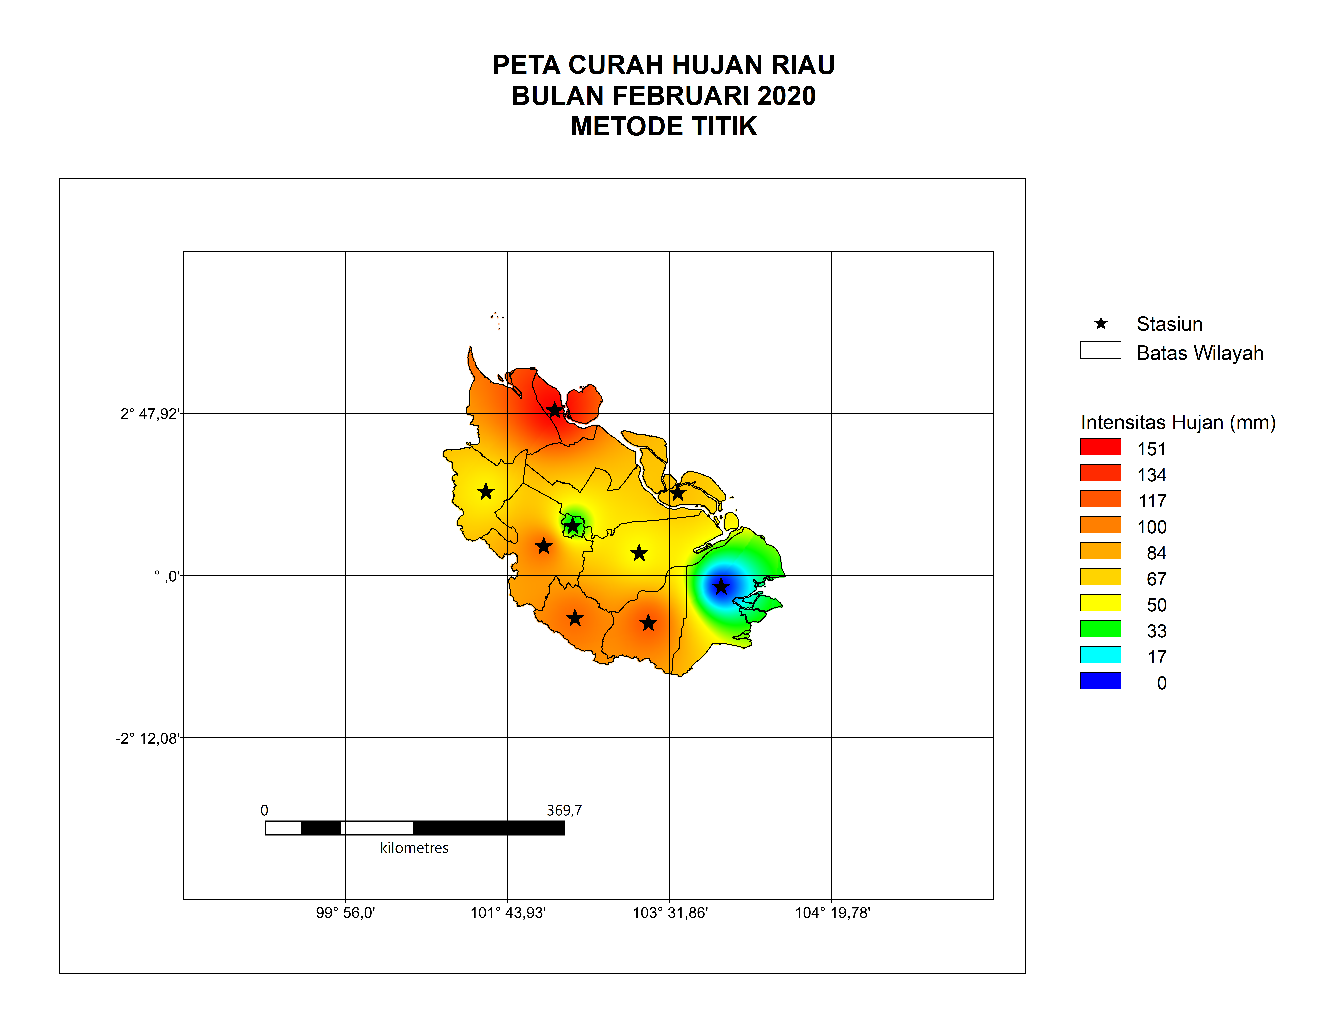 PETA CURAH HUJAN RIAU
BULAN FEBRUARI 2020
METODE TITIK
Stasiun
Batas Wilayah
2° 47,92'
Intensitas Hujan (mm)
151
134
117
100
84
67
50
33
17
0
° ,0'
-2° 12,08'
0 369,7
kilometres
99° 56,0' 101° 43,93' 103° 31,86' 104° 19,78'